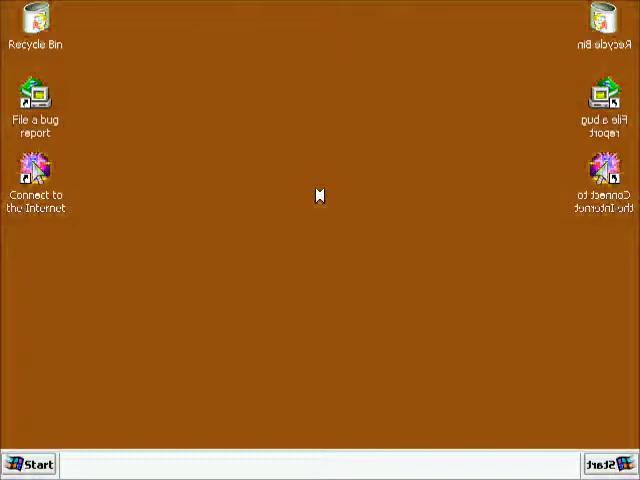 Recycle Bin
File a bug
report
Connect to
the Internet
Start
Recycle Bin
File a bug
report
Connect to
the Internet
Start